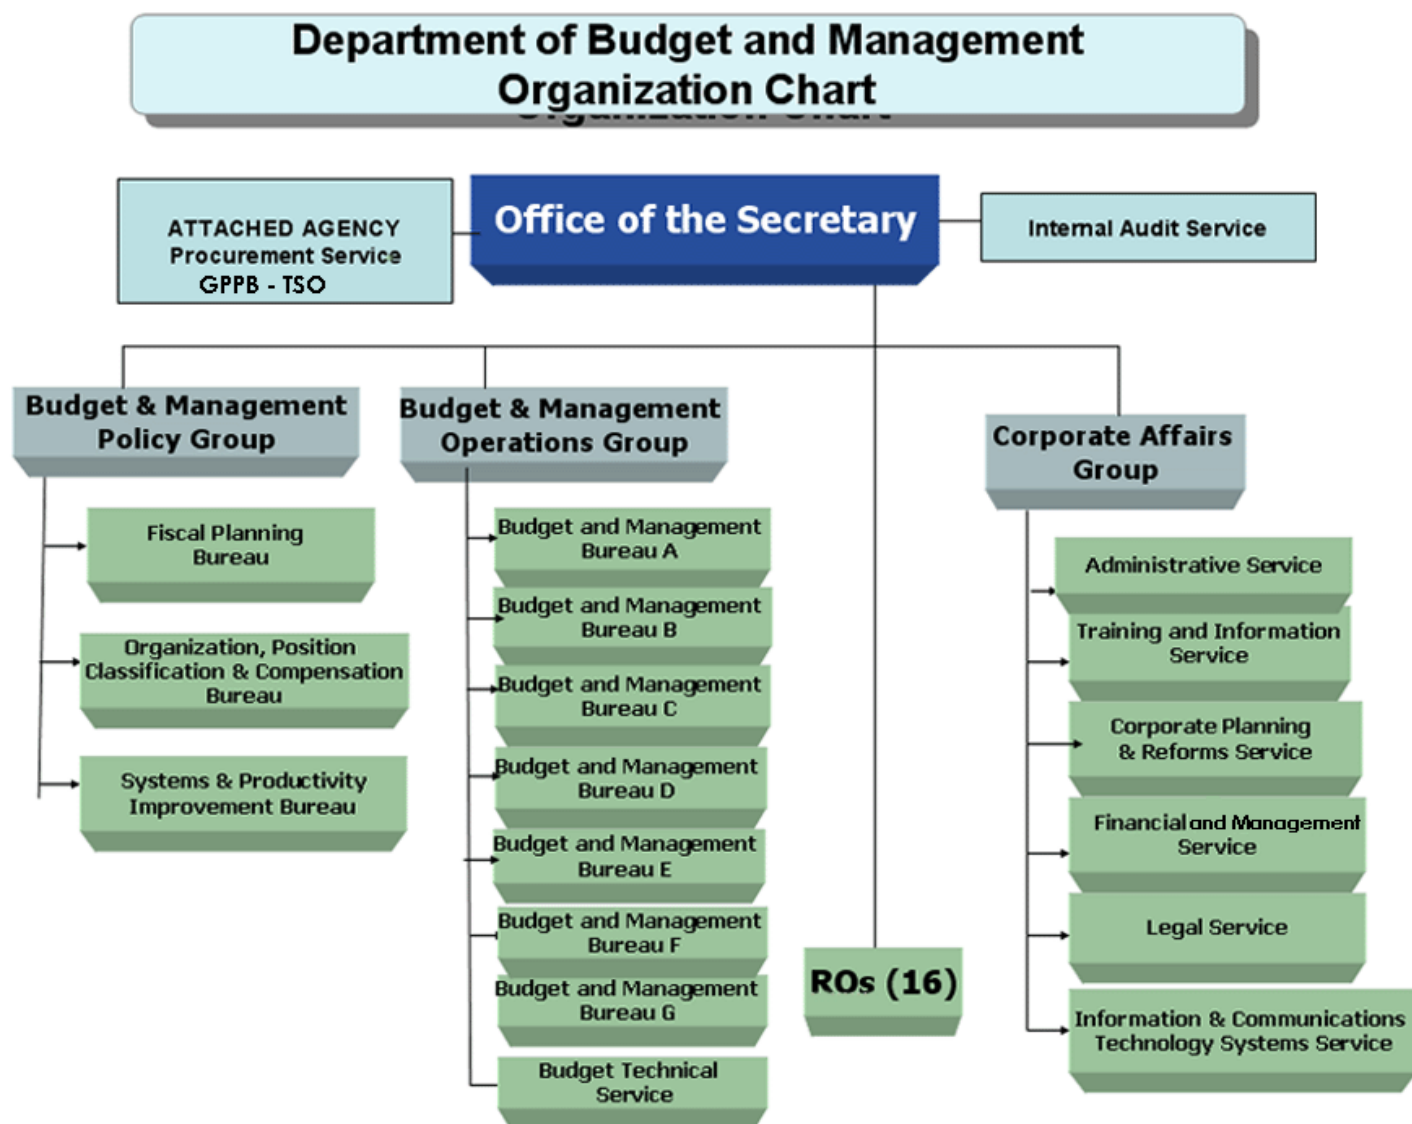 Department of Budget and Management
Organization Chart
ATTACHED AGENCY
Procurement Service
GPPB - TSO
Office of the Secretary
Internal Audit Service
Budget & Management
Policy Group
Fiscal Planning
Bureau
Organization, Position
Classification & Compensation
Bureau
Systems & Productivity
Improvement Bureau
Budget & Management
Operations Group
Budget and Management
Bureau A
Budget and Management
Bureau B
Budget and Management
Bureau C
Budget and Management
Bureau D
Budget and Management
Bureau E
Budget and Management
Bureau F
Budget and Management
Bureau G
Budget Technical
Service
ROs (16)
Corporate Affairs
Group
Administrative Service
Training and Information
Service
Corporate Planning
& Reforms Service
Financial and Management
Service
Legal Service
Information & Communications
Technology Systems Service